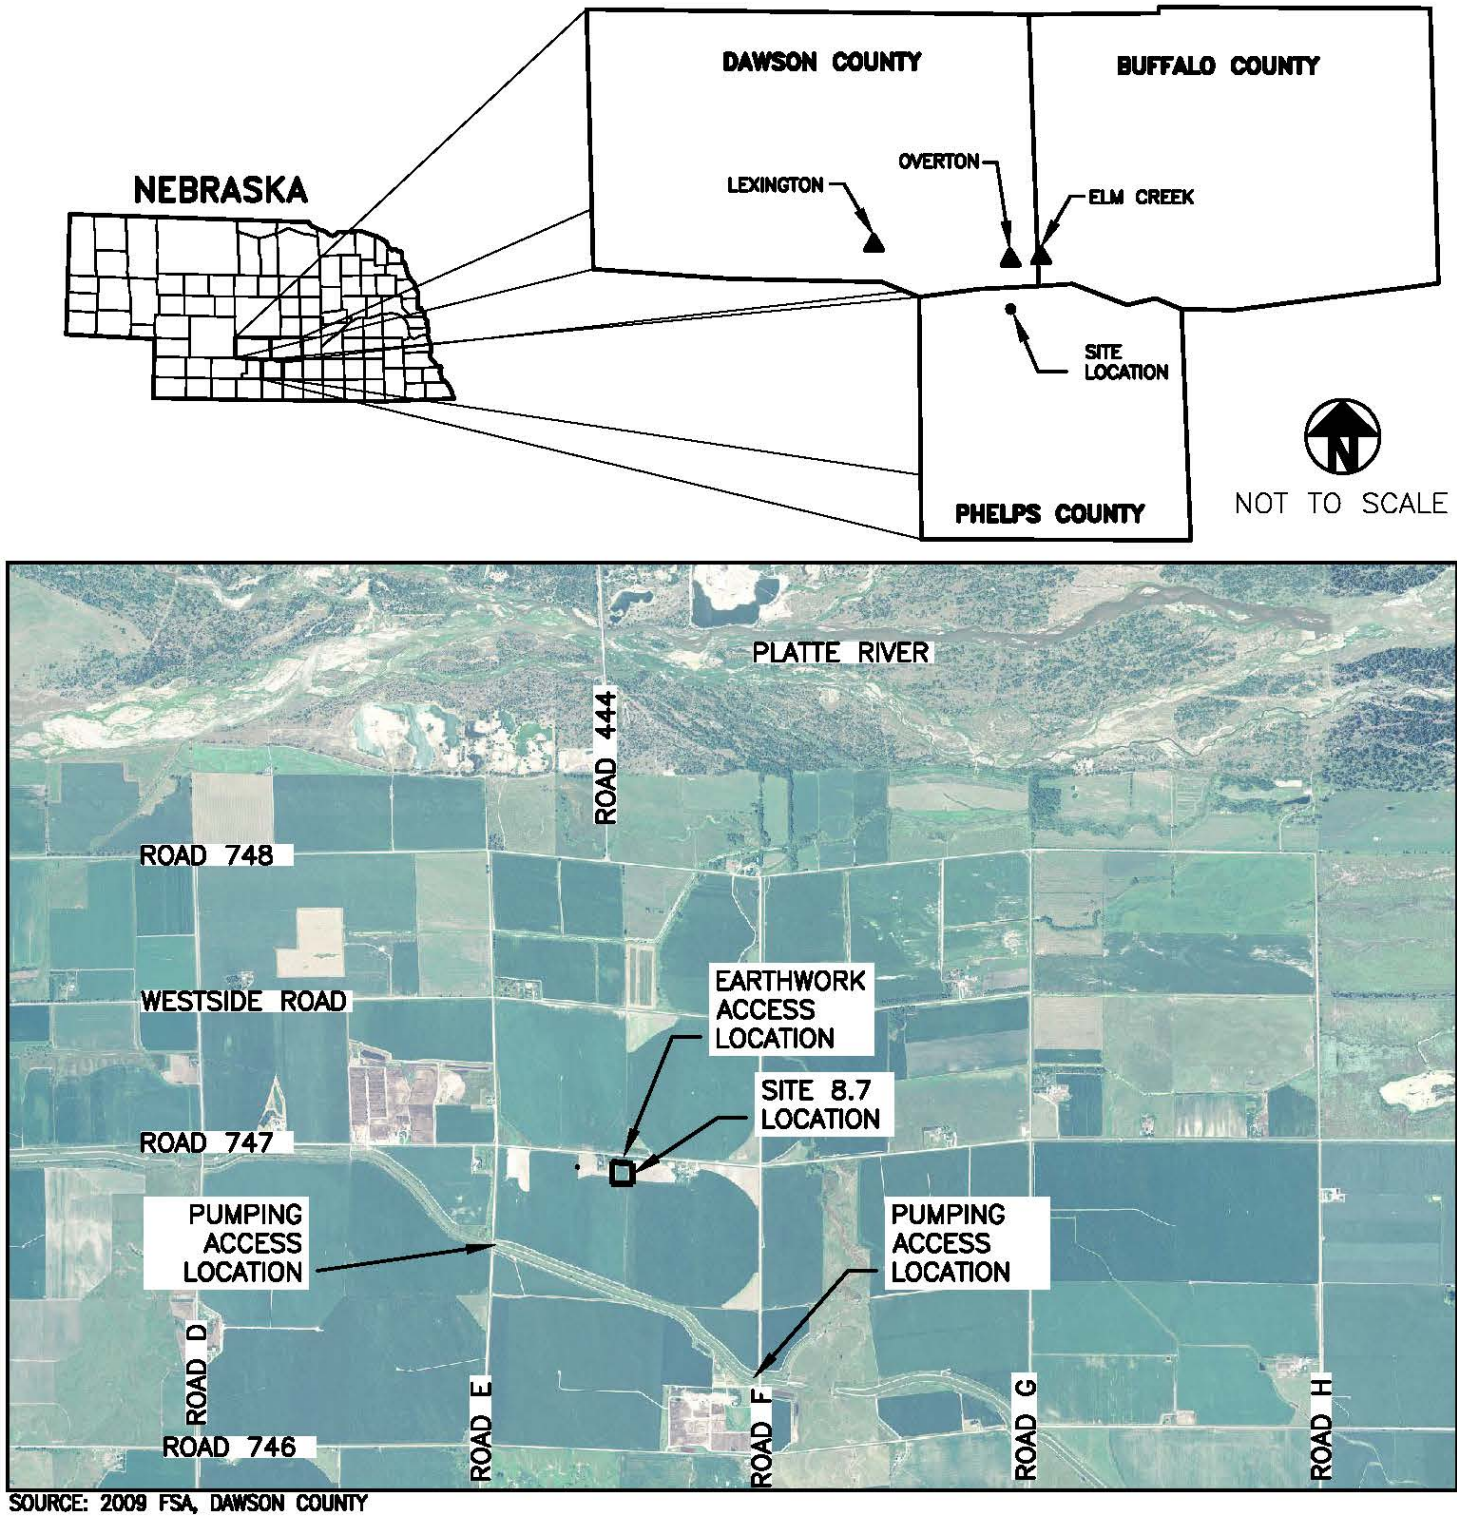 DAWSON COUNTY
BUFFALO COUNTY
NEBRASKA
LEXINGTON
OVERTON
ELM CREEK
SITE
LOCATION
PHELPS COUNTY
N
NOT TO SCALE
PLATTE RIVER
ROAD 444
ROAD 748
WESTSIDE ROAD
EARTHWORK
ACCESS
LOCATION
SITE 8.7
LOCATION
ROAD 747
PUMPING
ACCESS
LOCATION
PUMPING
ACCESS
LOCATION
ROAD D
ROAD E
ROAD F
ROAD G
ROAD H
ROAD 746
SOURCE: 2009 FSA, DAWSON COUNTY